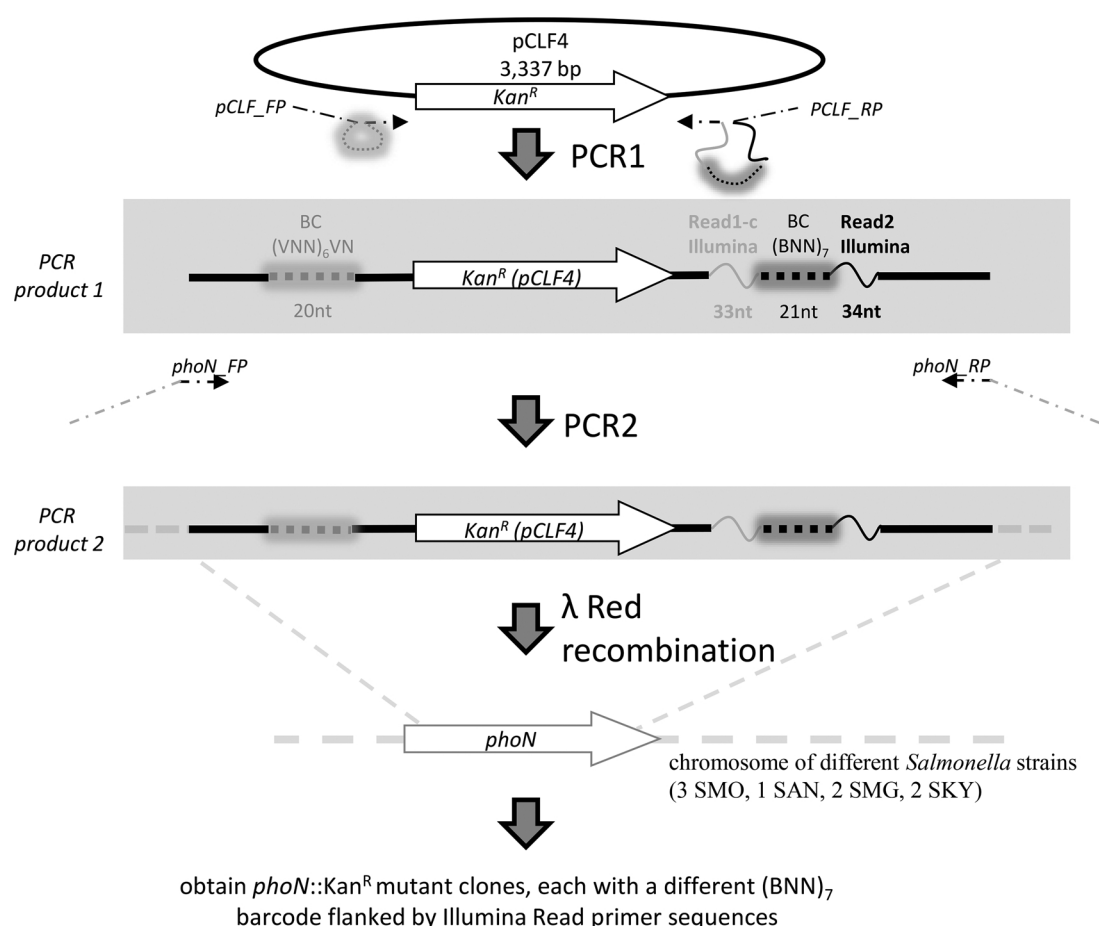 pCLF4
3,337 bp
Kan^R
pCLF_FP
PCLF_RP
PCR1
PCR
product 1
BC
(VNN)₆VN
20nt
Kan^R (pCLF4)
Read1-c
Illumina
33nt
BC
(BNN)₇
21nt
Read2
Illumina
34nt
phoN_FP
phoN_RP
PCR2
PCR
product 2
Kan^R (pCLF4)
λ Red
recombination
phoN
chromosome of different Salmonella strains
(3 SMO, 1 SAN, 2 SMG, 2 SKY)
obtain phoN::Kan^R mutant clones, each with a different (BNN)₇
barcode flanked by Illumina Read primer sequences